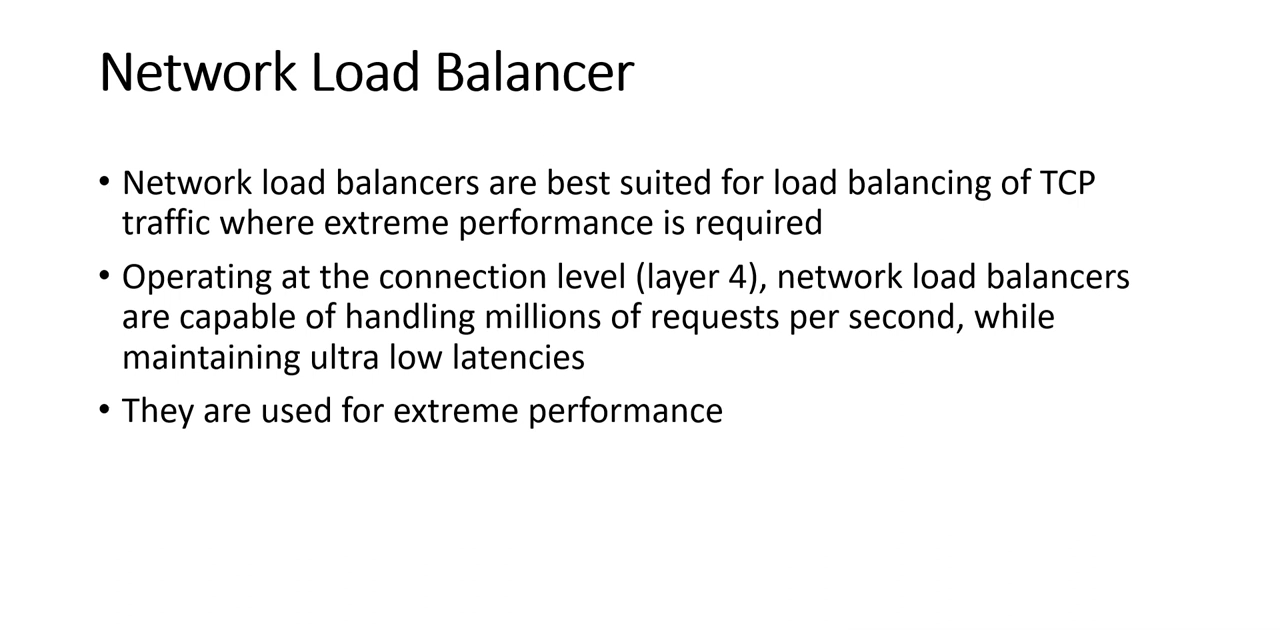 Network Load Balancer
• Network load balancers are best suited for load balancing of TCP
traffic where extreme performance is required
• Operating at the connection level (layer 4), network load balancers
are capable of handling millions of requests per second, while
maintaining ultra low latencies
• They are used for extreme performance